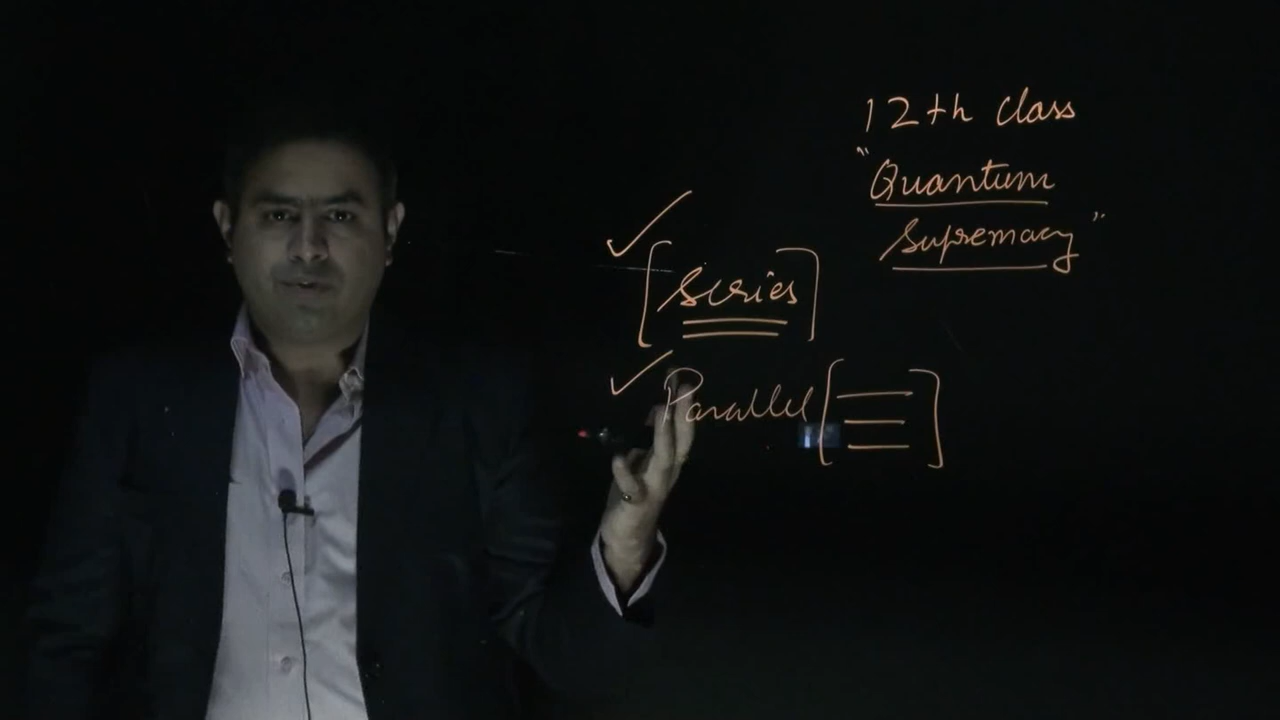 12th class
"Quantum
Supremacy"
[Series]
Parallel [ ]